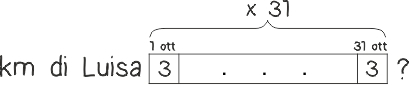 x 31
1 ott 31 ott
km di Luisa 3 . . . 3 ?